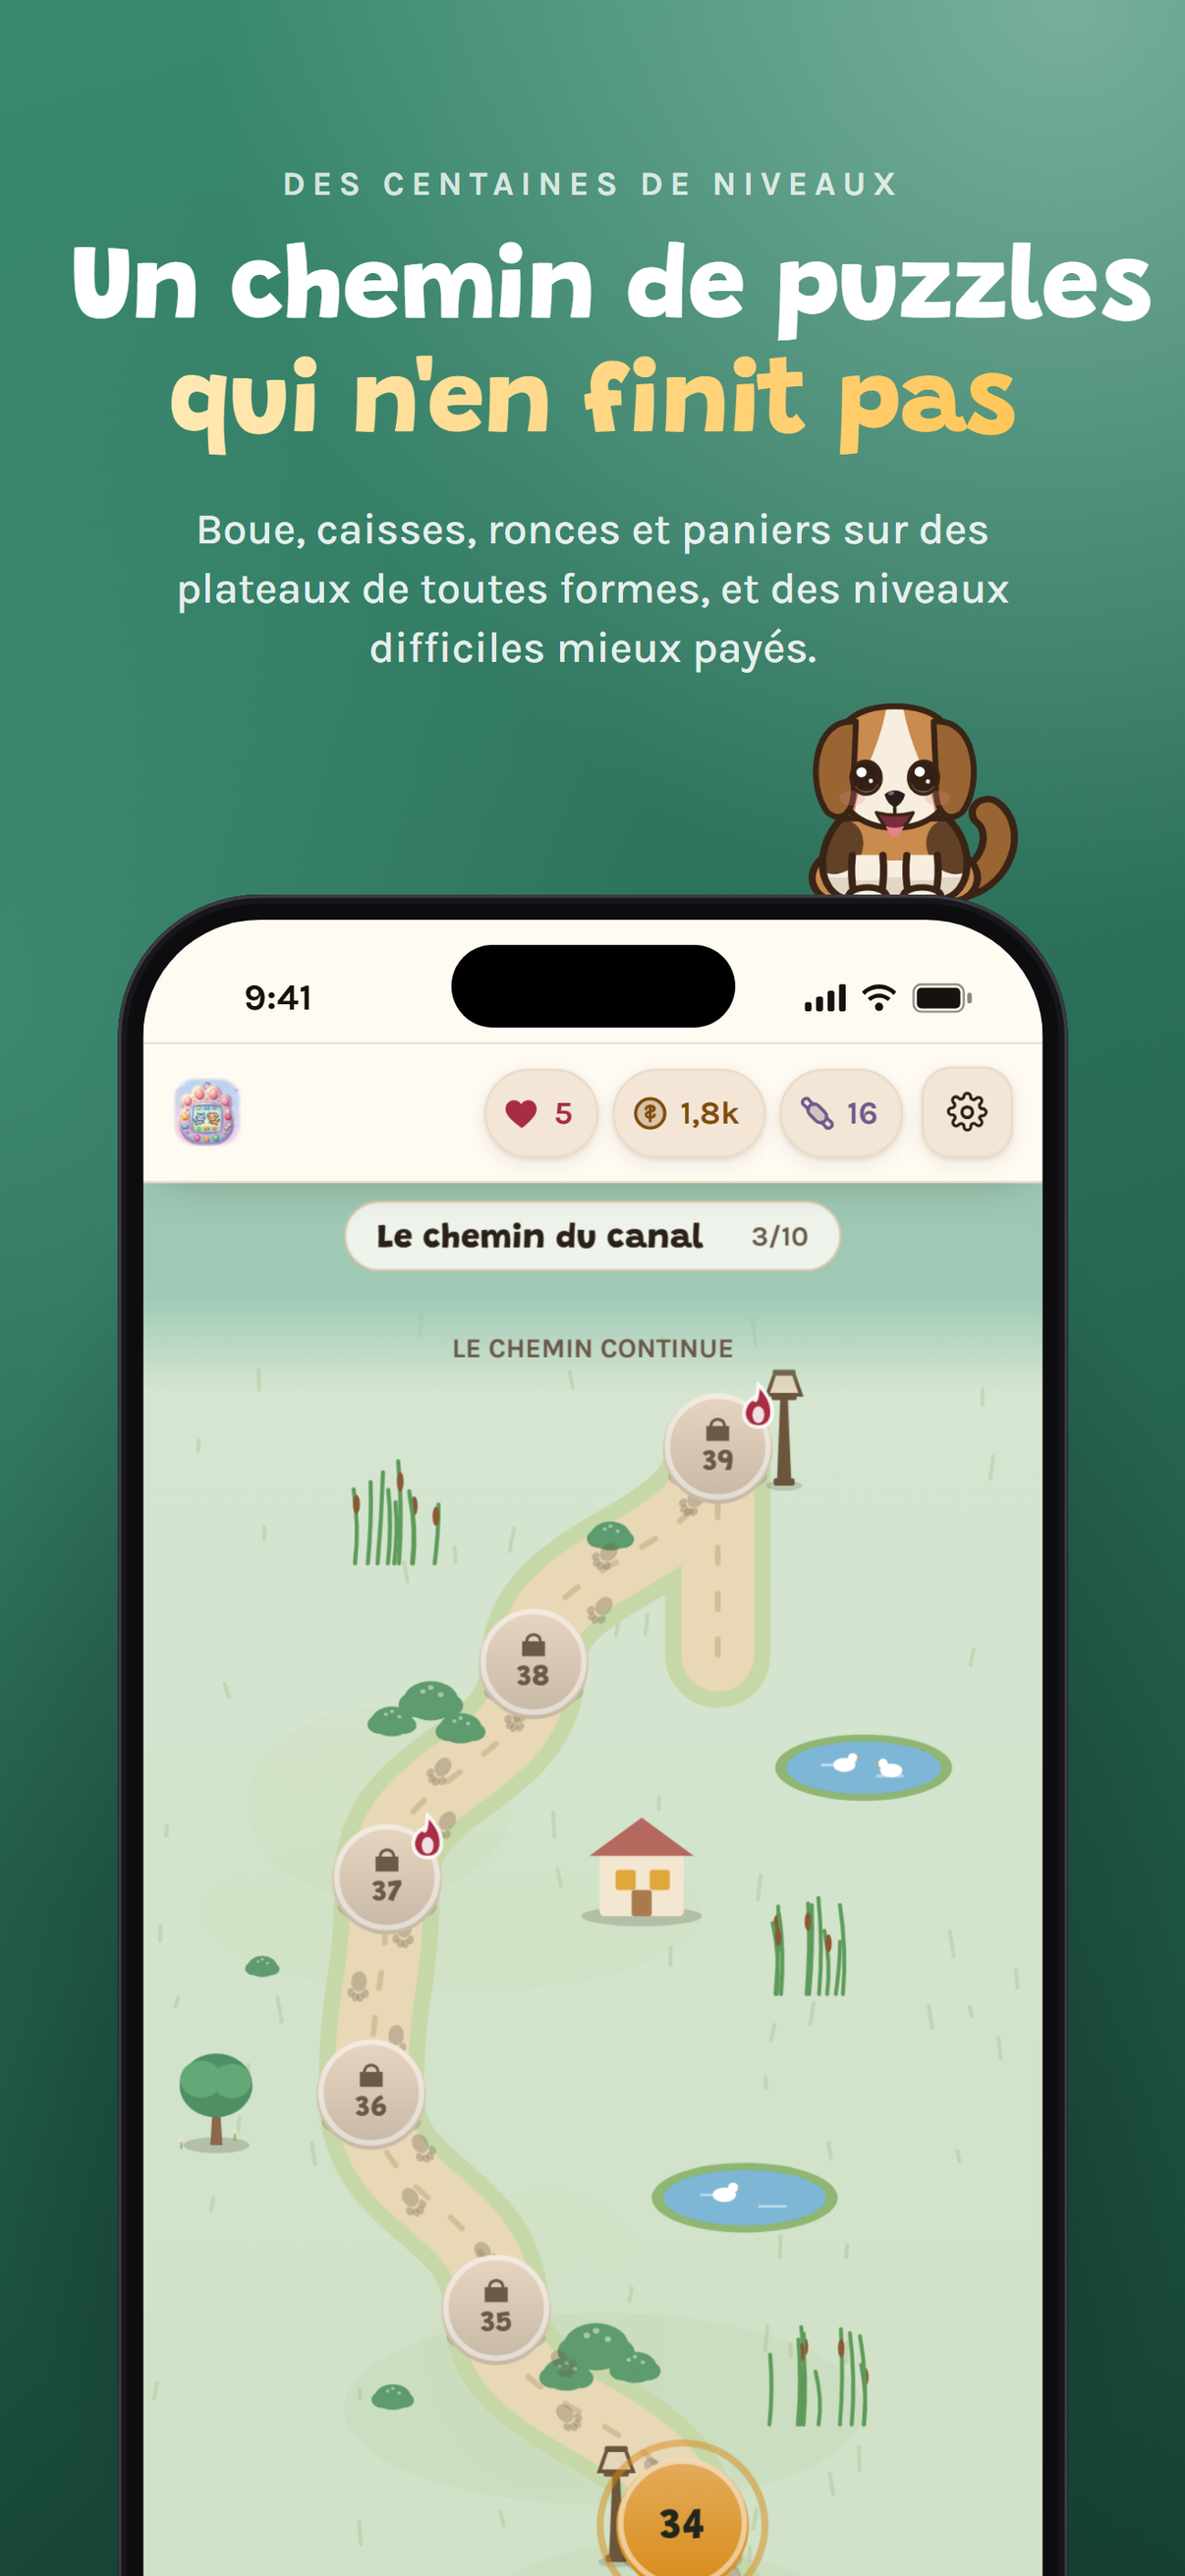 DES CENTAINES DE NIVEAUX
Un chemin de puzzles
qui n'en finit pas
Boue, caisses, ronces et paniers sur des
plateaux de toutes formes, et des niveaux
difficiles mieux payés.
9:41
5
1,8k
16
Le chemin du canal 3/10
LE CHEMIN CONTINUE
39
38
37
36
35
34